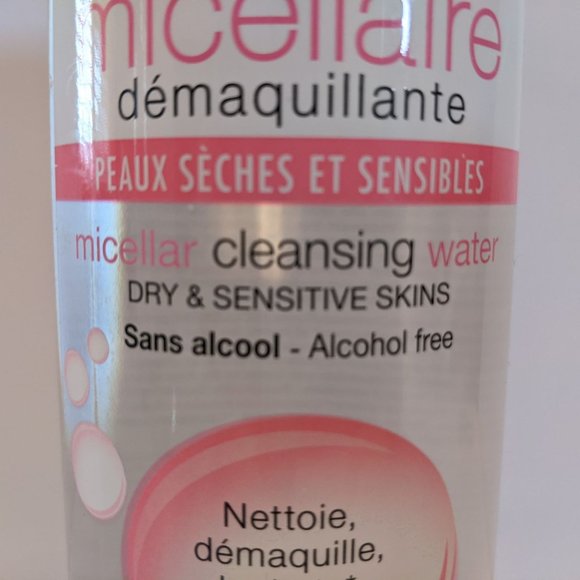 micellaire
démaquillante
PEAUX SÈCHES ET SENSIBLES
micellar cleansing water
DRY & SENSITIVE SKINS
Sans alcool - Alcohol free
Nettoie,
démaquille,